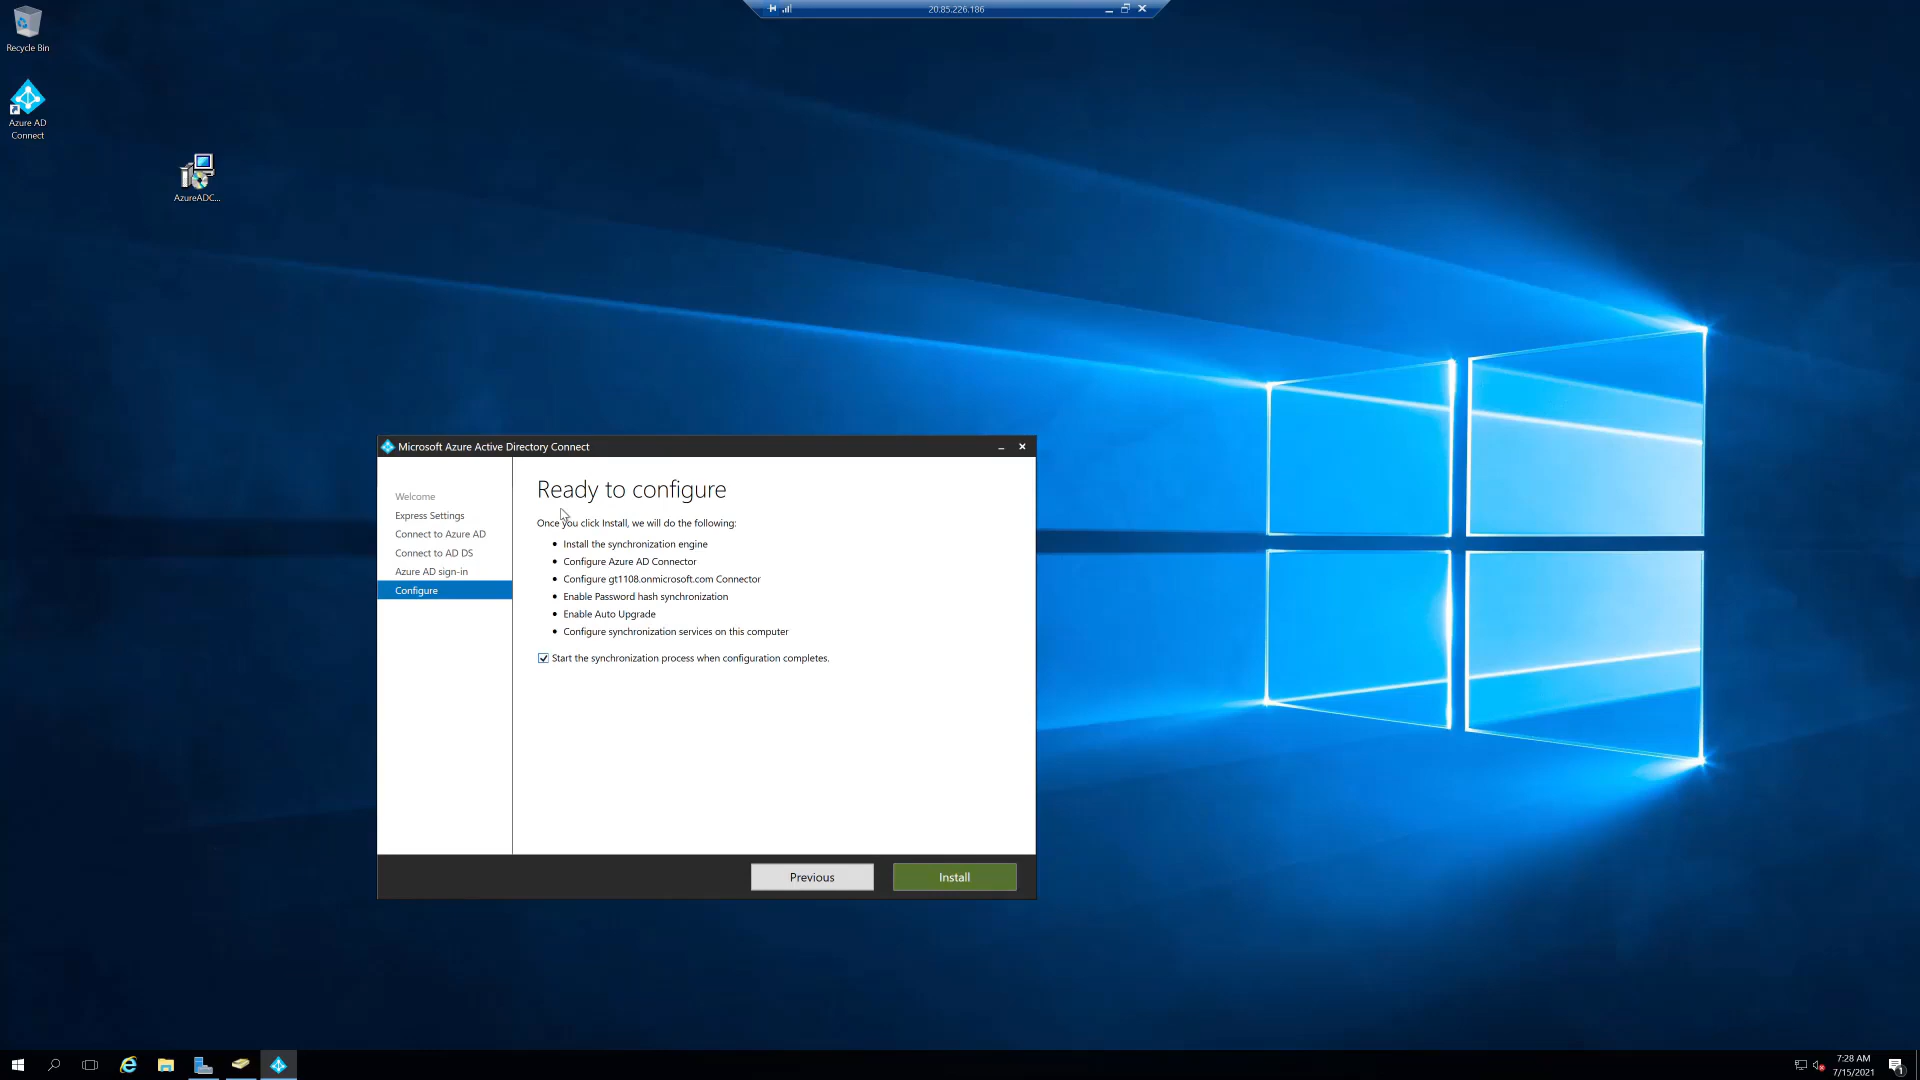 20.85.226.186
Recycle Bin
Azure AD
Connect
AzureADC...
Microsoft Azure Active Directory Connect
Welcome
Express Settings
Connect to Azure AD
Connect to AD DS
Azure AD sign-in
Configure
Ready to configure
Once you click Install, we will do the following:
• Install the synchronization engine
• Configure Azure AD Connector
• Configure gt1108.onmicrosoft.com Connector
• Enable Password hash synchronization
• Enable Auto Upgrade
• Configure synchronization services on this computer
Start the synchronization process when configuration completes.
Previous
Install
7:28 AM
7/15/2021
1